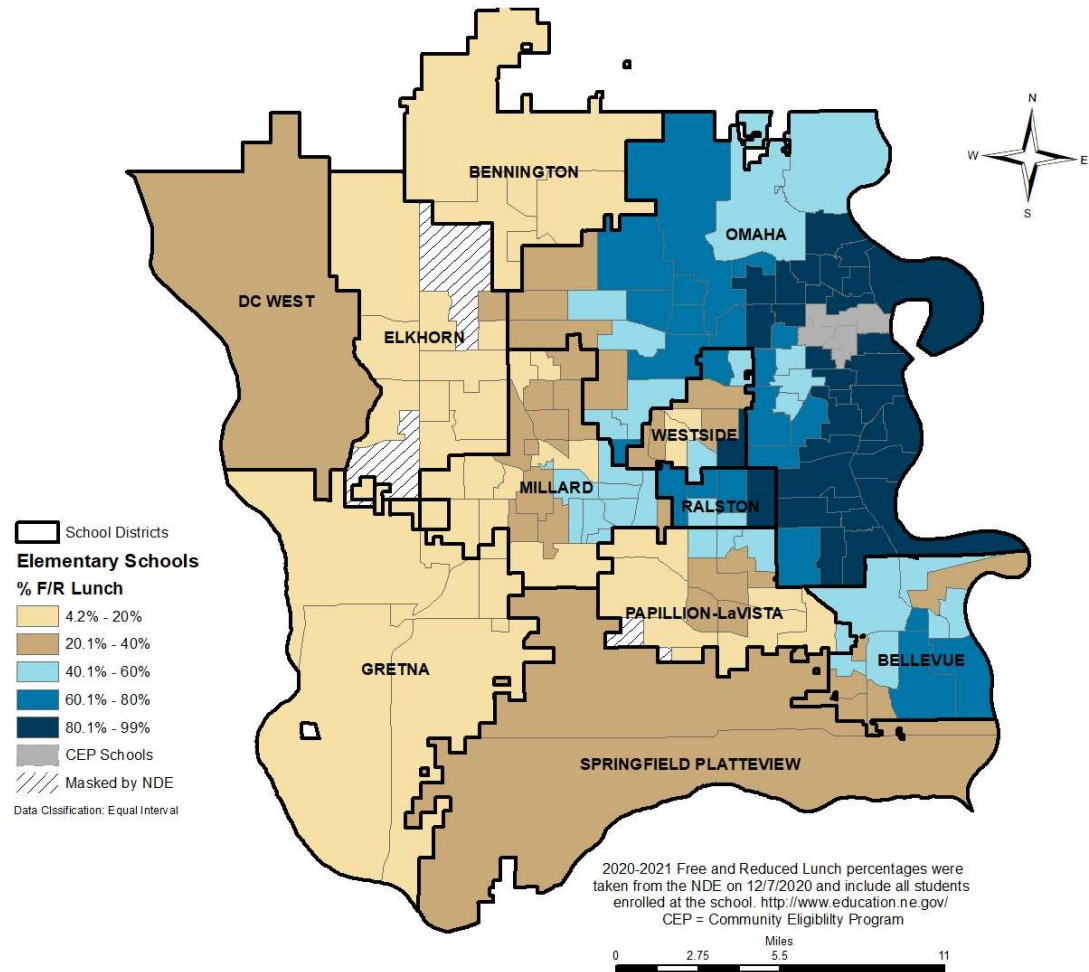 N
W E
S
BENNINGTON
OMAHA
DC WEST
ELKHORN
WESTSIDE
MILLARD
RALSTON
School Districts
Elementary Schools
% F/R Lunch
4.2% - 20%
20.1% - 40%
40.1% - 60%
60.1% - 80%
80.1% - 99%
CEP Schools
Masked by NDE
Data Clssification: Equal Interval
PAPILLION-LaVISTA
GRETNA
BELLEVUE
SPRINGFIELD PLATTEVIEW
2020-2021 Free and Reduced Lunch percentages were
taken from the NDE on 12/7/2020 and include all students
enrolled at the school. http://www.education.ne.gov/
CEP = Community Eligiblilty Program
Miles
0 2.75 5.5 11